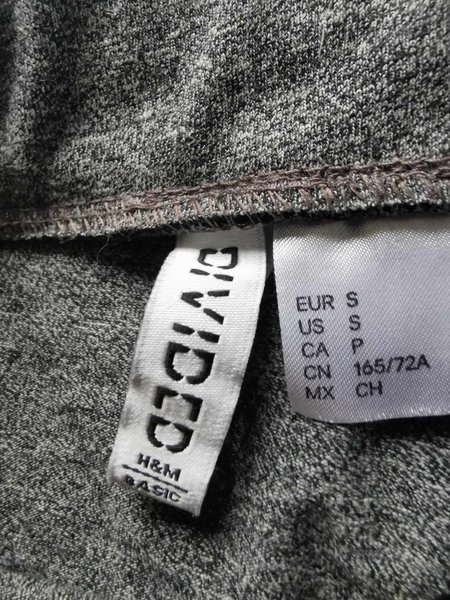 DIVIDED
H&M
BASIC
EUR S
US S
CA P
CN 165/72A
MX CH